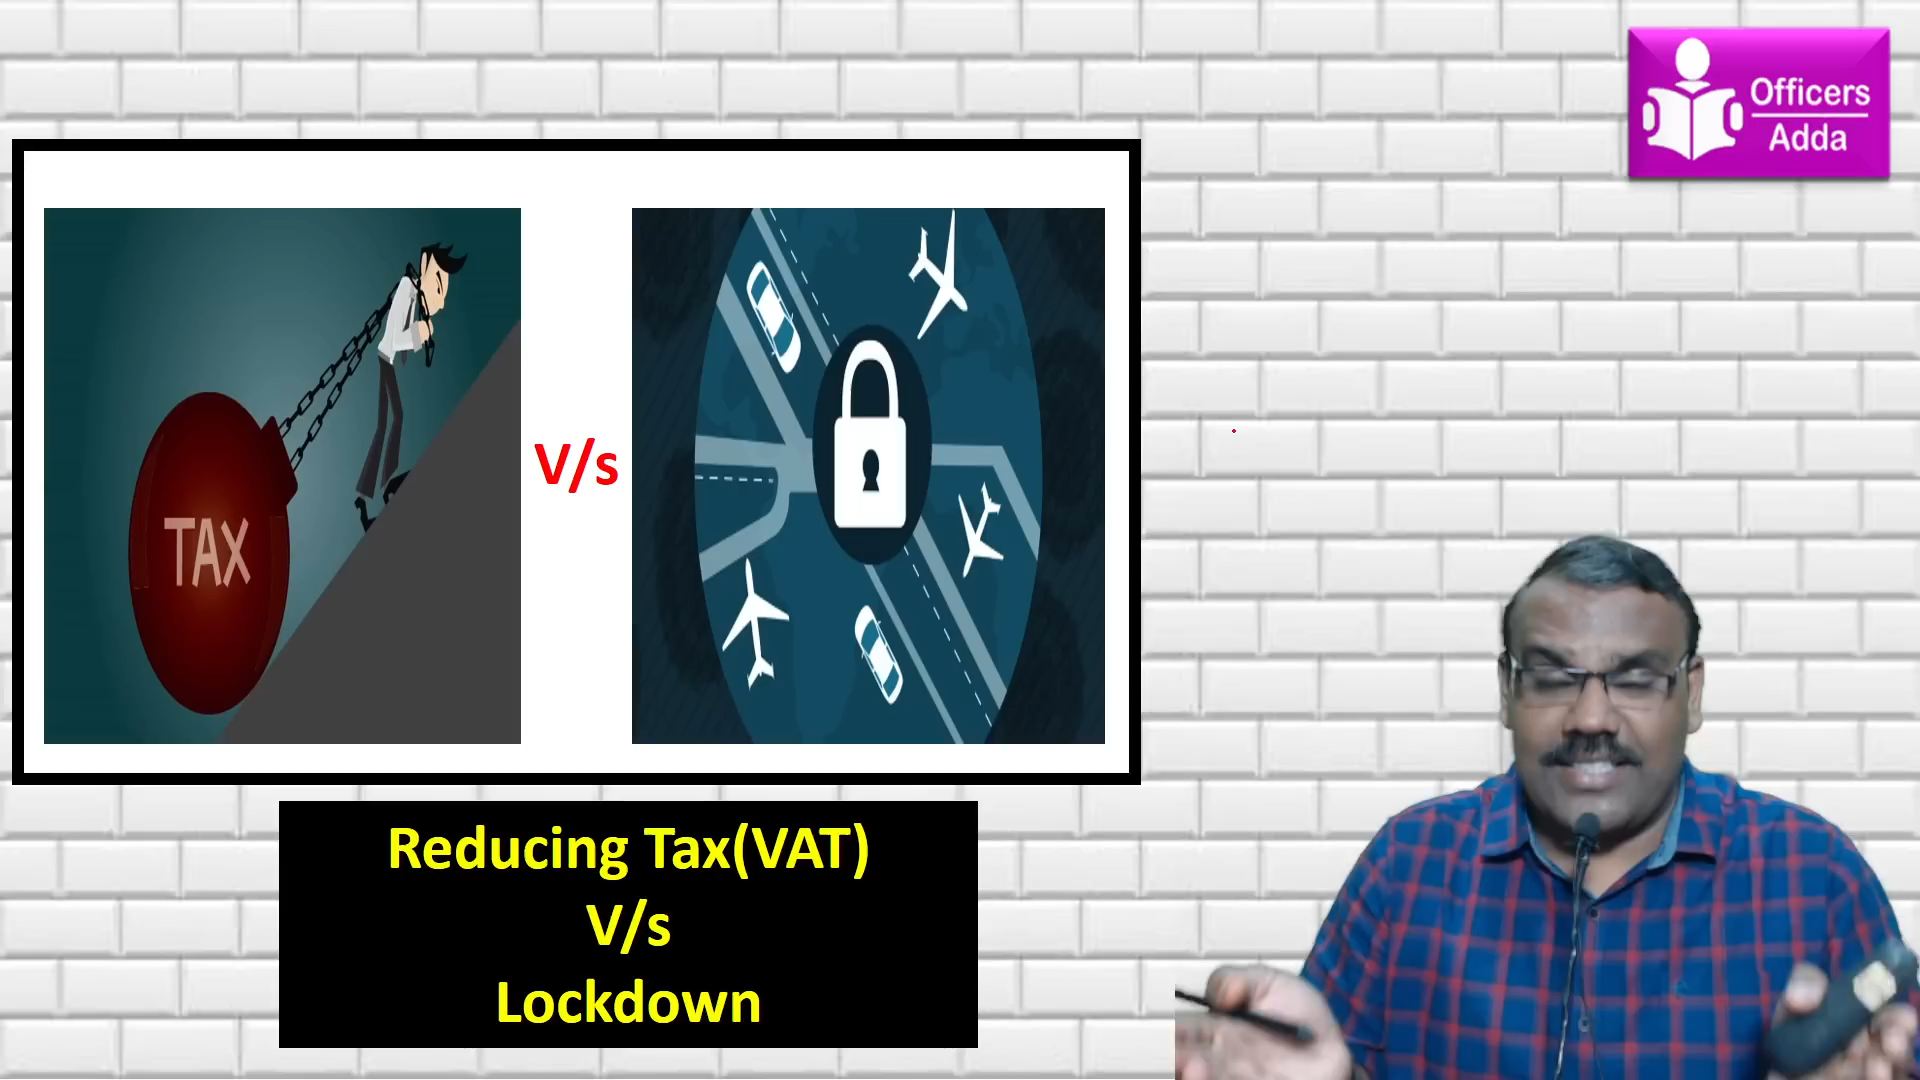 Officers
Adda
TAX
V/s
Reducing Tax(VAT)
V/s
Lockdown